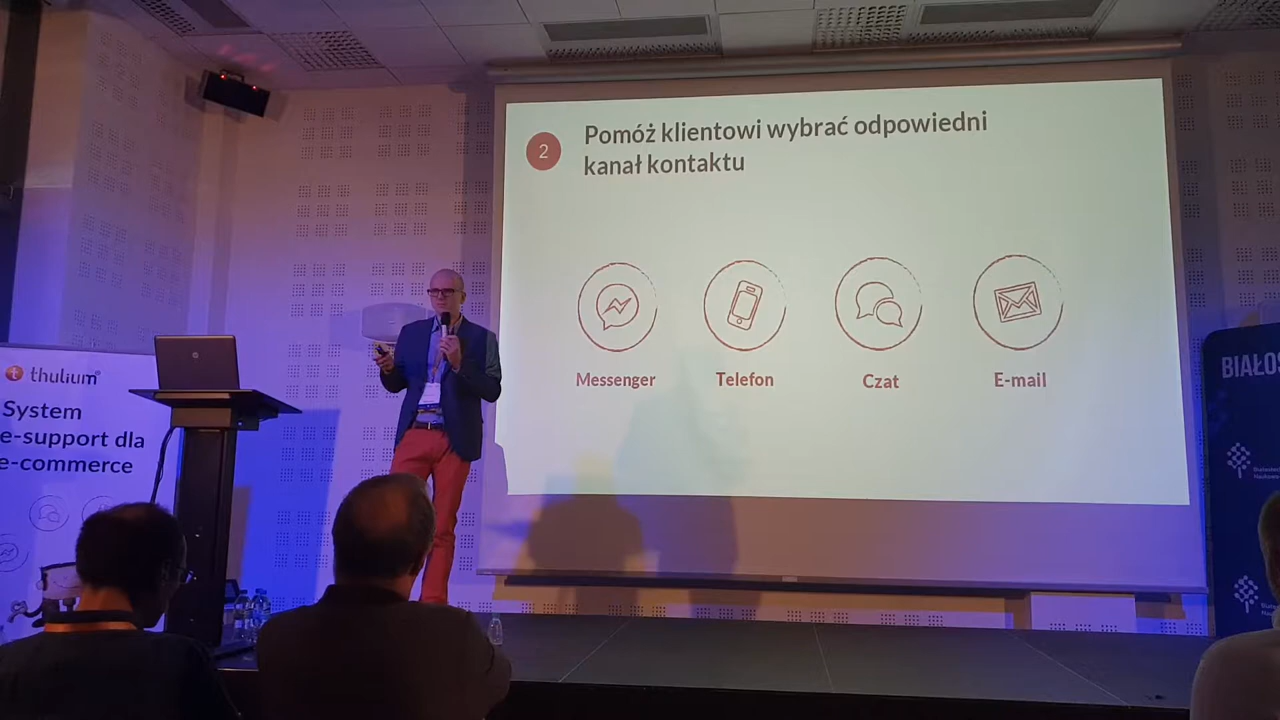 2
Pomóż klientowi wybrać odpowiedni
kanał kontaktu
Messenger
Telefon
Czat
E-mail
t thulium
System
e-support dla
e-commerce
BIAŁOS